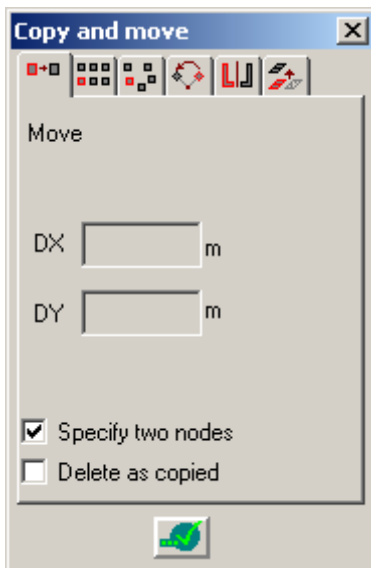 Copy and move
Move
DX m
DY m
Specify two nodes
Delete as copied